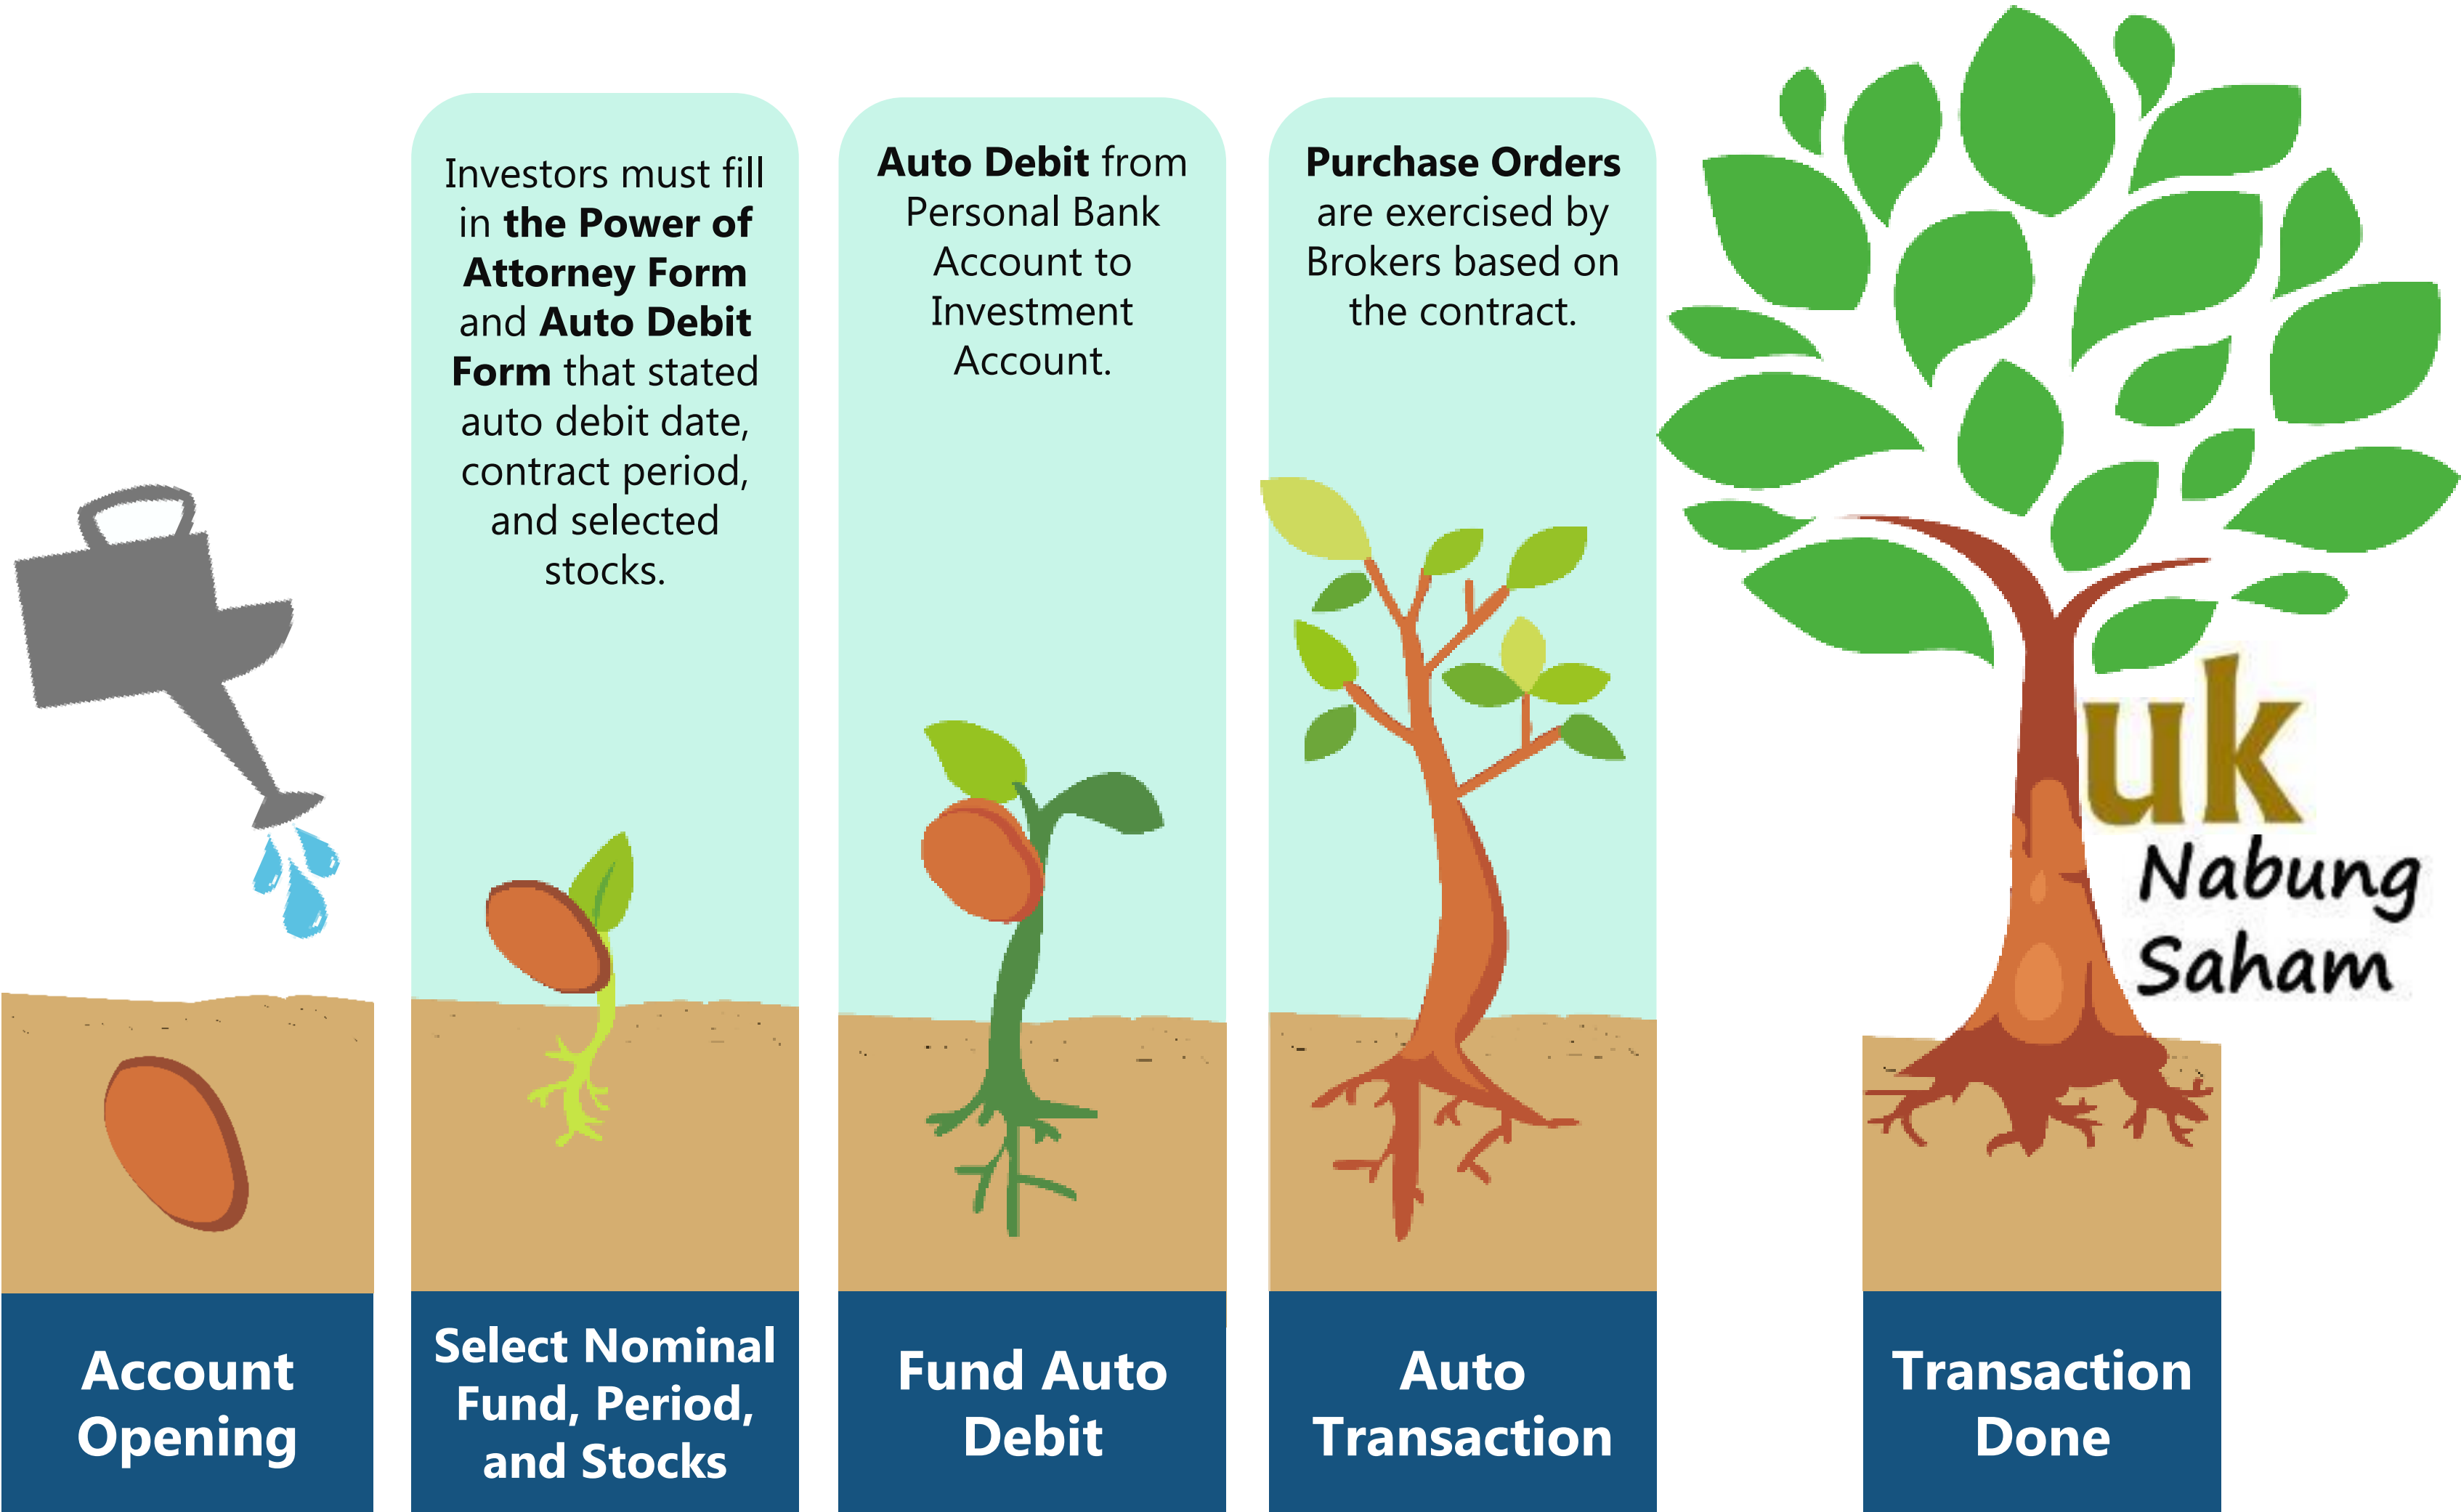 Investors must fill
in the Power of
Attorney Form
and Auto Debit
Form that stated
auto debit date,
contract period,
and selected
stocks.
Auto Debit from
Personal Bank
Account to
Investment
Account.
Purchase Orders
are exercised by
Brokers based on
the contract.
uk
Nabung
Saham
Account
Opening
Select Nominal
Fund, Period,
and Stocks
Fund Auto
Debit
Auto
Transaction
Transaction
Done